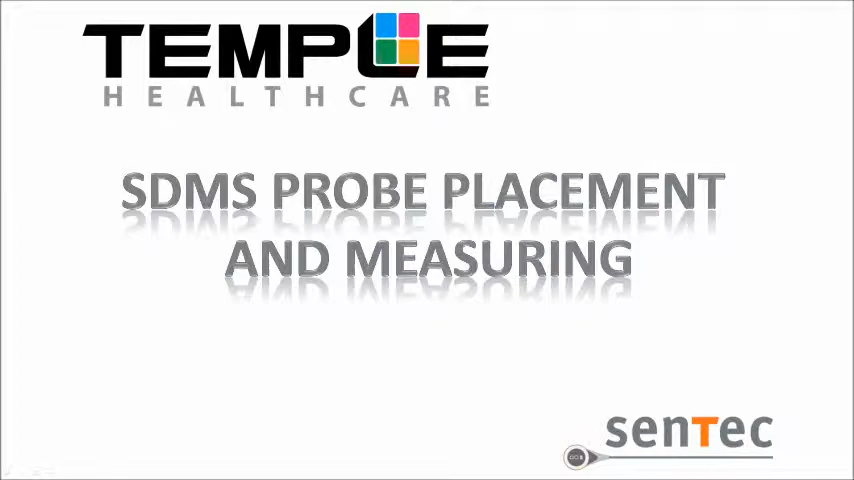 TEMPLE
HEALTHCARE
SDMS PROBE PLACEMENT
AND MEASURING
senTec